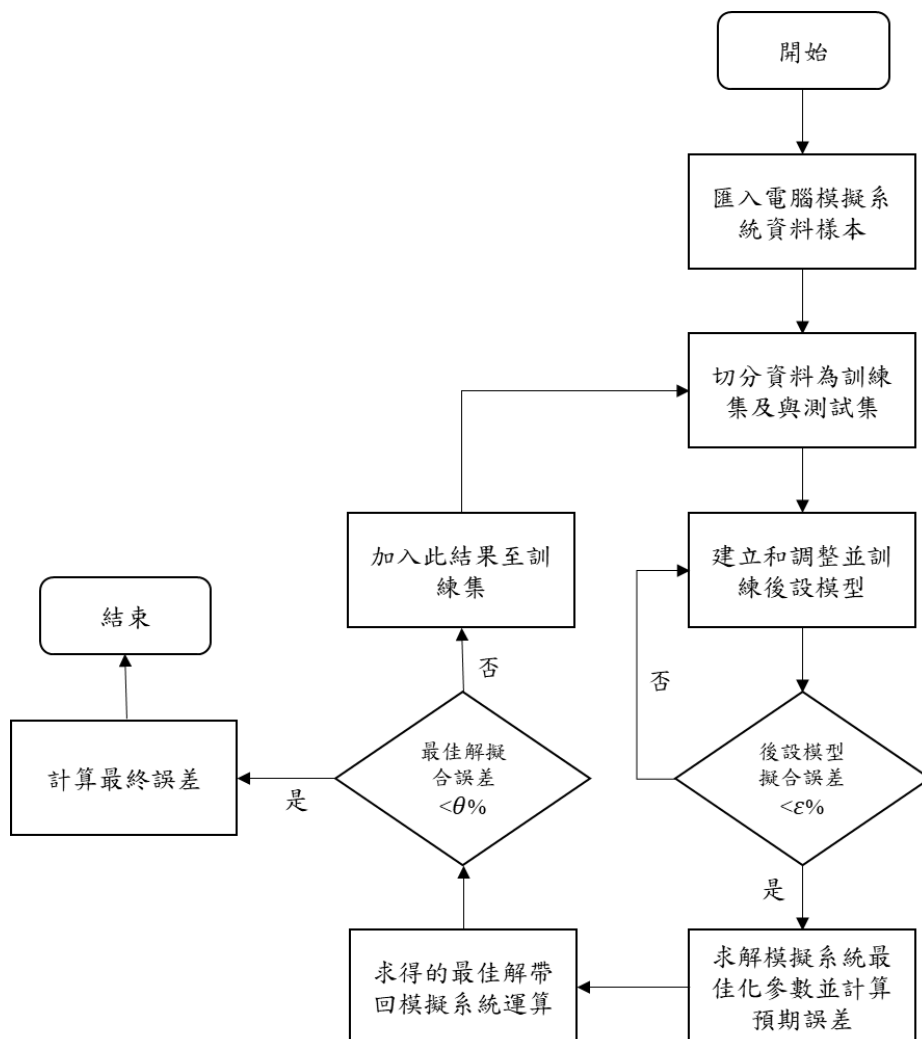 開始
匯入電腦模擬系
統資料樣本
切分資料為訓練
集及與測試集
建立和調整並訓
練後設模型
後設模型
擬合誤差
<ε%
否
是
求解模擬系統最
佳化參數並計算
預期誤差
求得的最佳解帶
回模擬系統運算
最佳解擬
合誤差
<θ%
否
是
加入此結果至訓
練集
計算最終誤差
結束